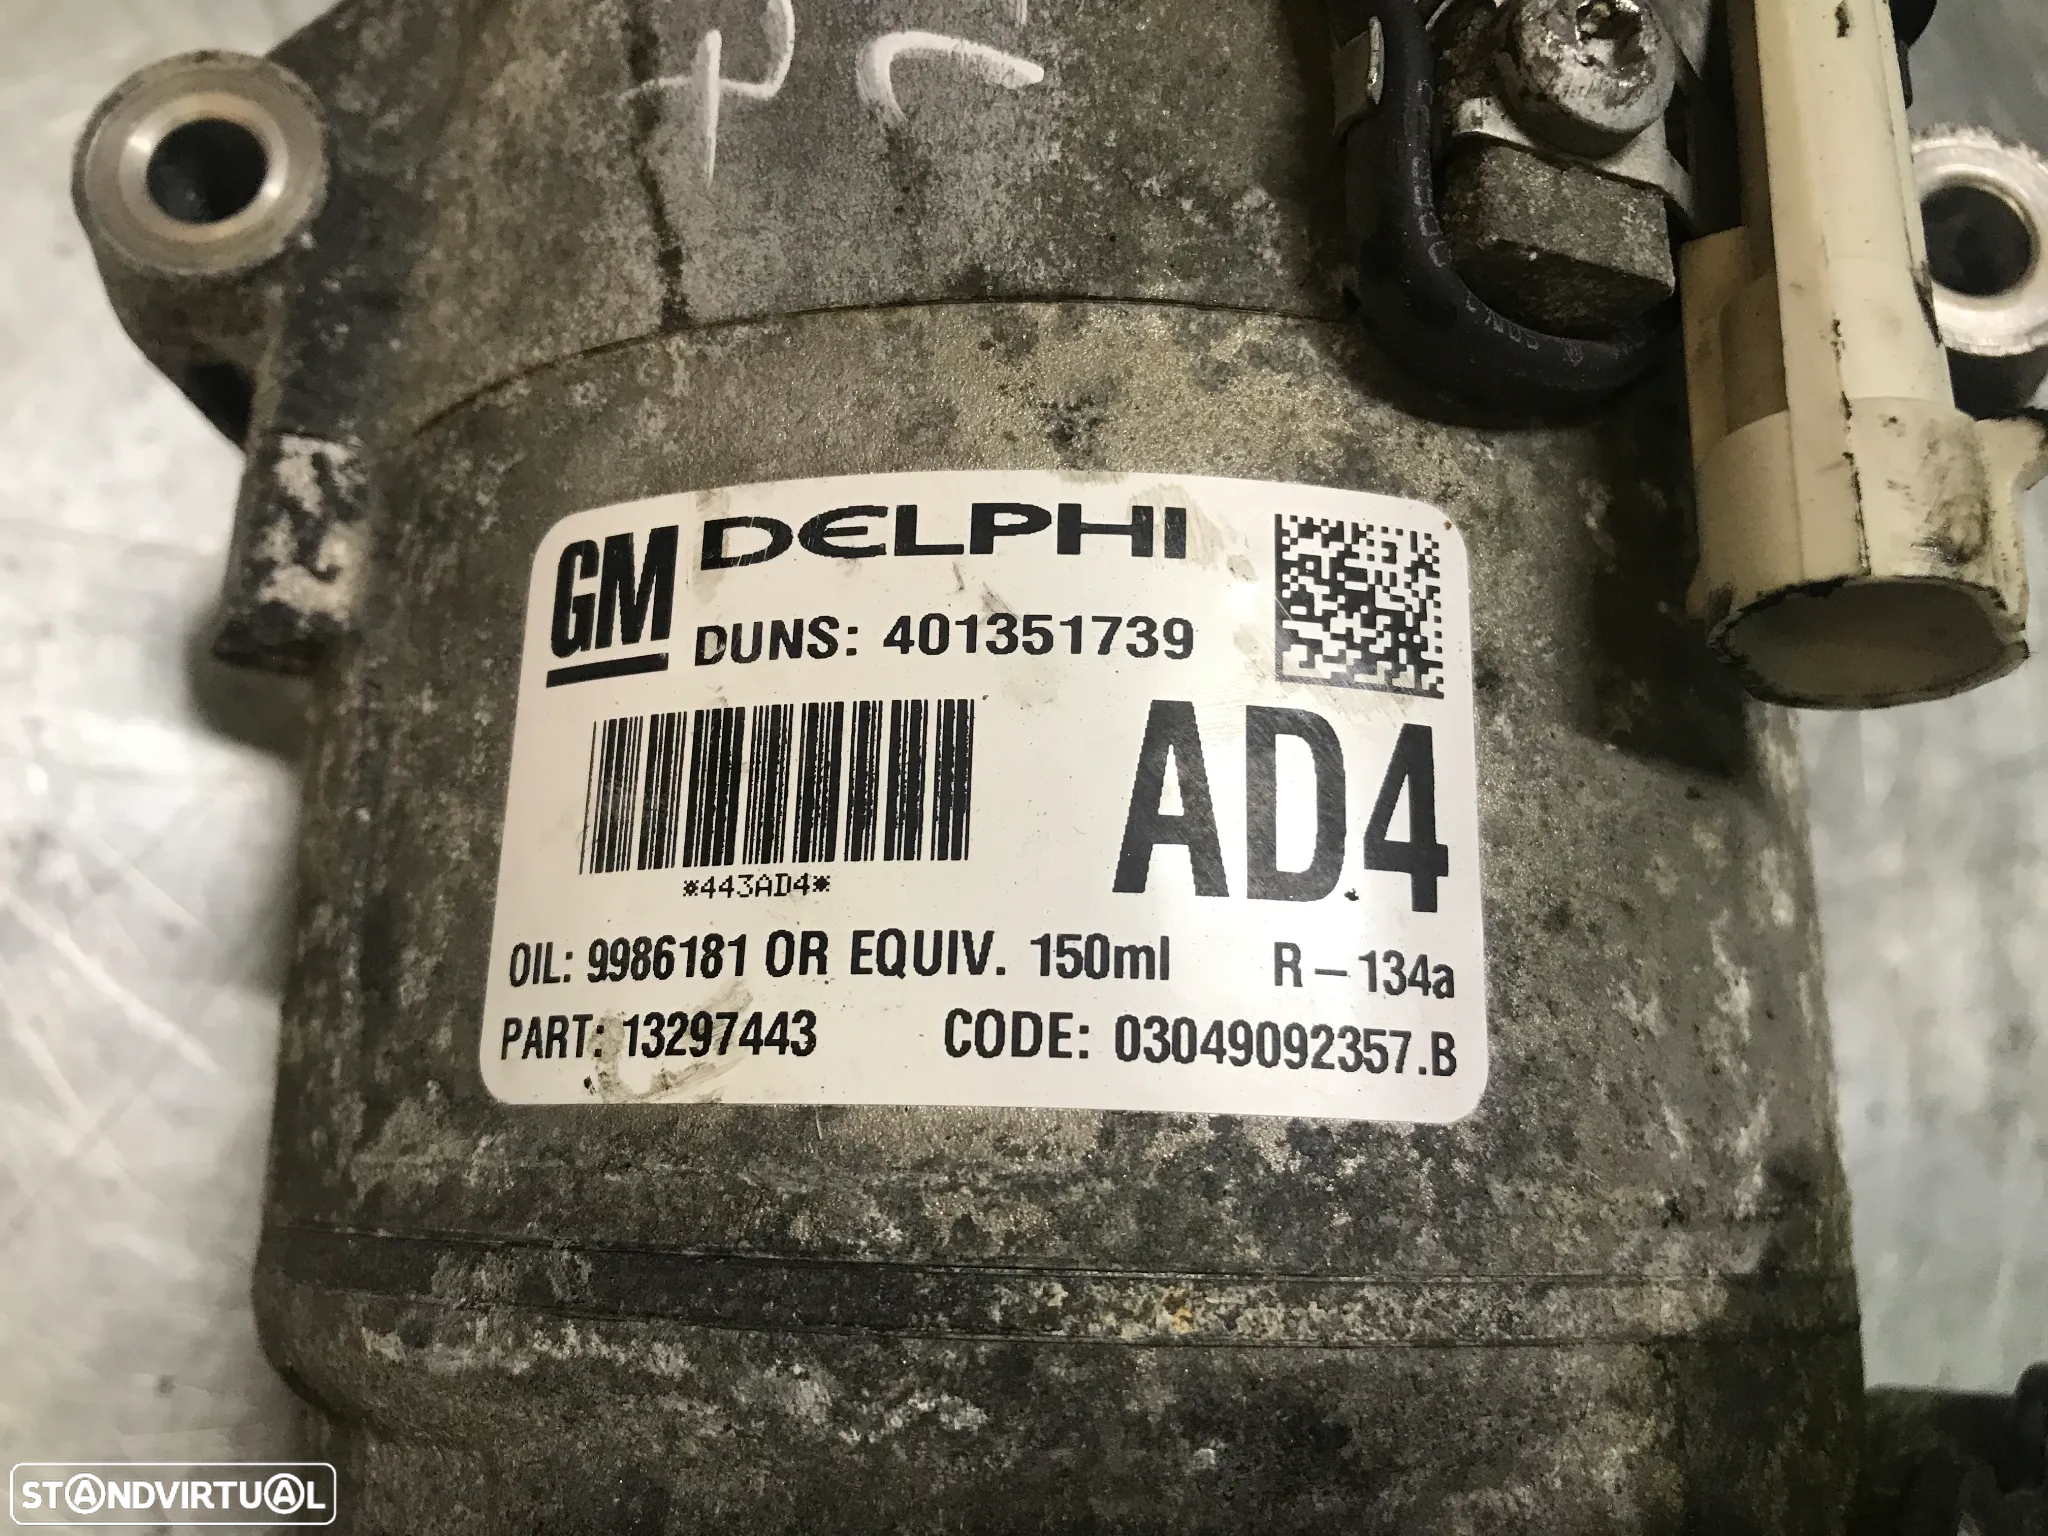 GM DELPHI
DUNS: 401351739
*443AD4*
AD4
OIL: 9986181 OR EQUIV. 150ml R-134a
PART: 13297443 CODE: 03049092357.B
STANDVIRTUAL